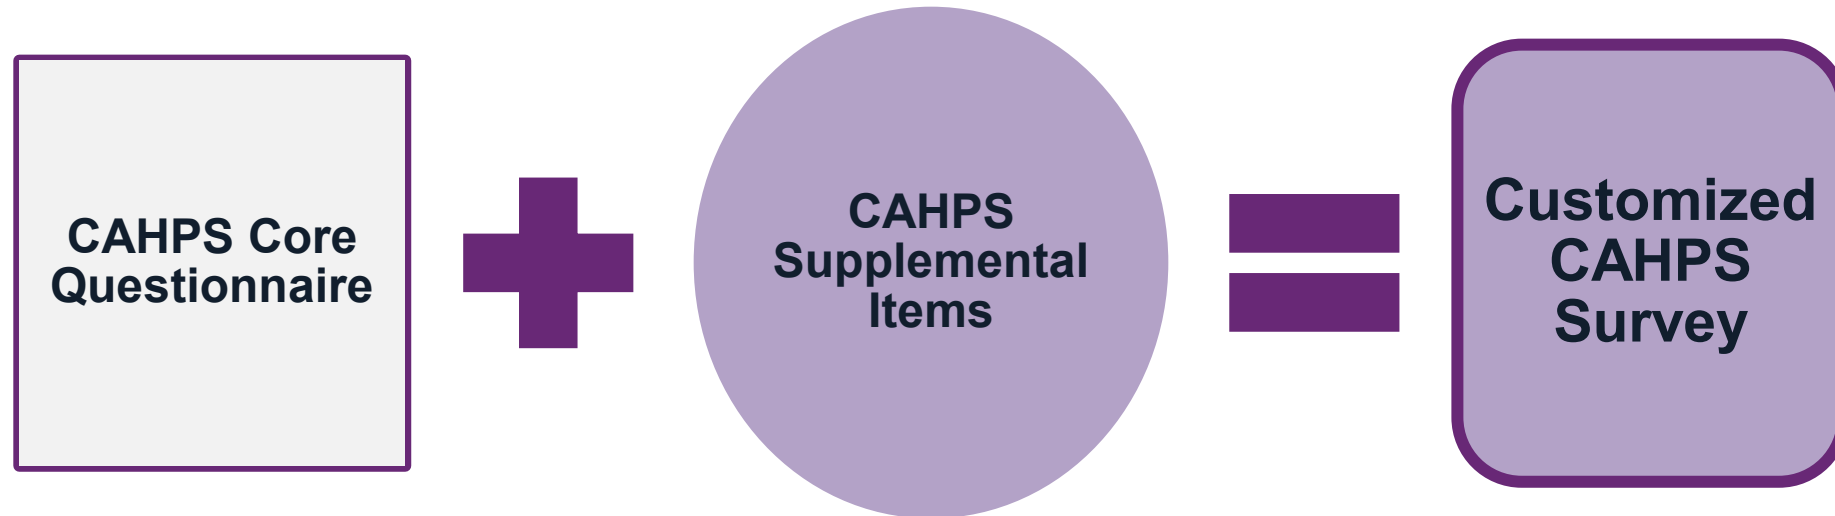 CAHPS Core
Questionnaire
CAHPS
Supplemental
Items
Customized
CAHPS
Survey